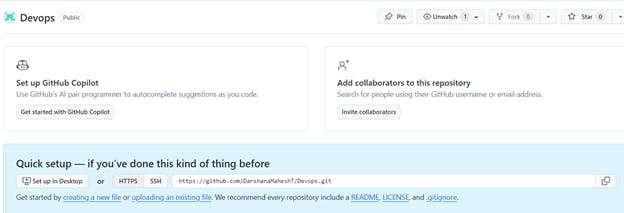 Devops Public Pin Unwatch 1 Fork 0 Star 0
Set up GitHub Copilot
Use GitHub's AI pair programmer to autocomplete suggestions as you code.
Get started with GitHub Copilot
Add collaborators to this repository
Search for people using their GitHub username or email address.
Invite collaborators
Quick setup — if you've done this kind of thing before
Set up in Desktop or HTTPS SSH https://github.com/DarshanaMaheshT/Devops.git
Get started by creating a new file or uploading an existing file. We recommend every repository include a README, LICENSE, and .gitignore.